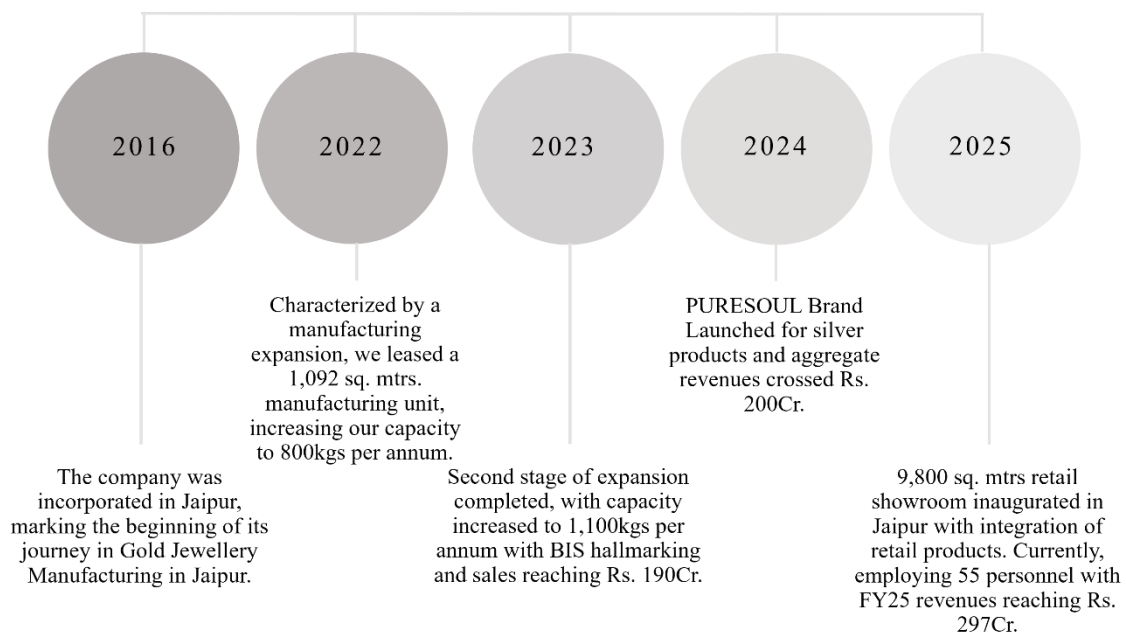 2016
2022
2023
2024
2025
Characterized by a
manufacturing
expansion, we leased a
1,092 sq. mtrs.
manufacturing unit,
increasing our capacity
to 800kgs per annum.
PURESOUL Brand
Launched for silver
products and aggregate
revenues crossed Rs.
200Cr.
The company was
incorporated in Jaipur,
marking the beginning of its
journey in Gold Jewellery
Manufacturing in Jaipur.
Second stage of expansion
completed, with capacity
increased to 1,100kgs per
annum with BIS hallmarking
and sales reaching Rs. 190Cr.
9,800 sq. mtrs retail
showroom inaugurated in
Jaipur with integration of
retail products. Currently,
employing 55 personnel with
FY25 revenues reaching Rs.
297Cr.